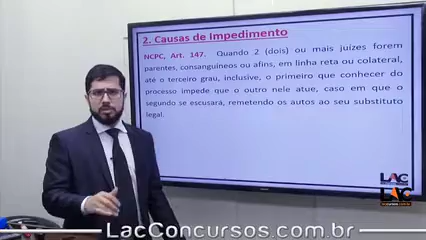 2. Causas de Impedimento
NCPC, Art. 147. Quando 2 (dois) ou mais juízes forem
parentes, consanguíneos ou afins, em linha reta ou colateral,
até o terceiro grau, inclusive, o primeiro que conhecer do
processo impede que o outro nele atue, caso em que o
segundo se escusará, remetendo os autos ao seu substituto
legal.
LAC
LAC
LacConcursos.com.br